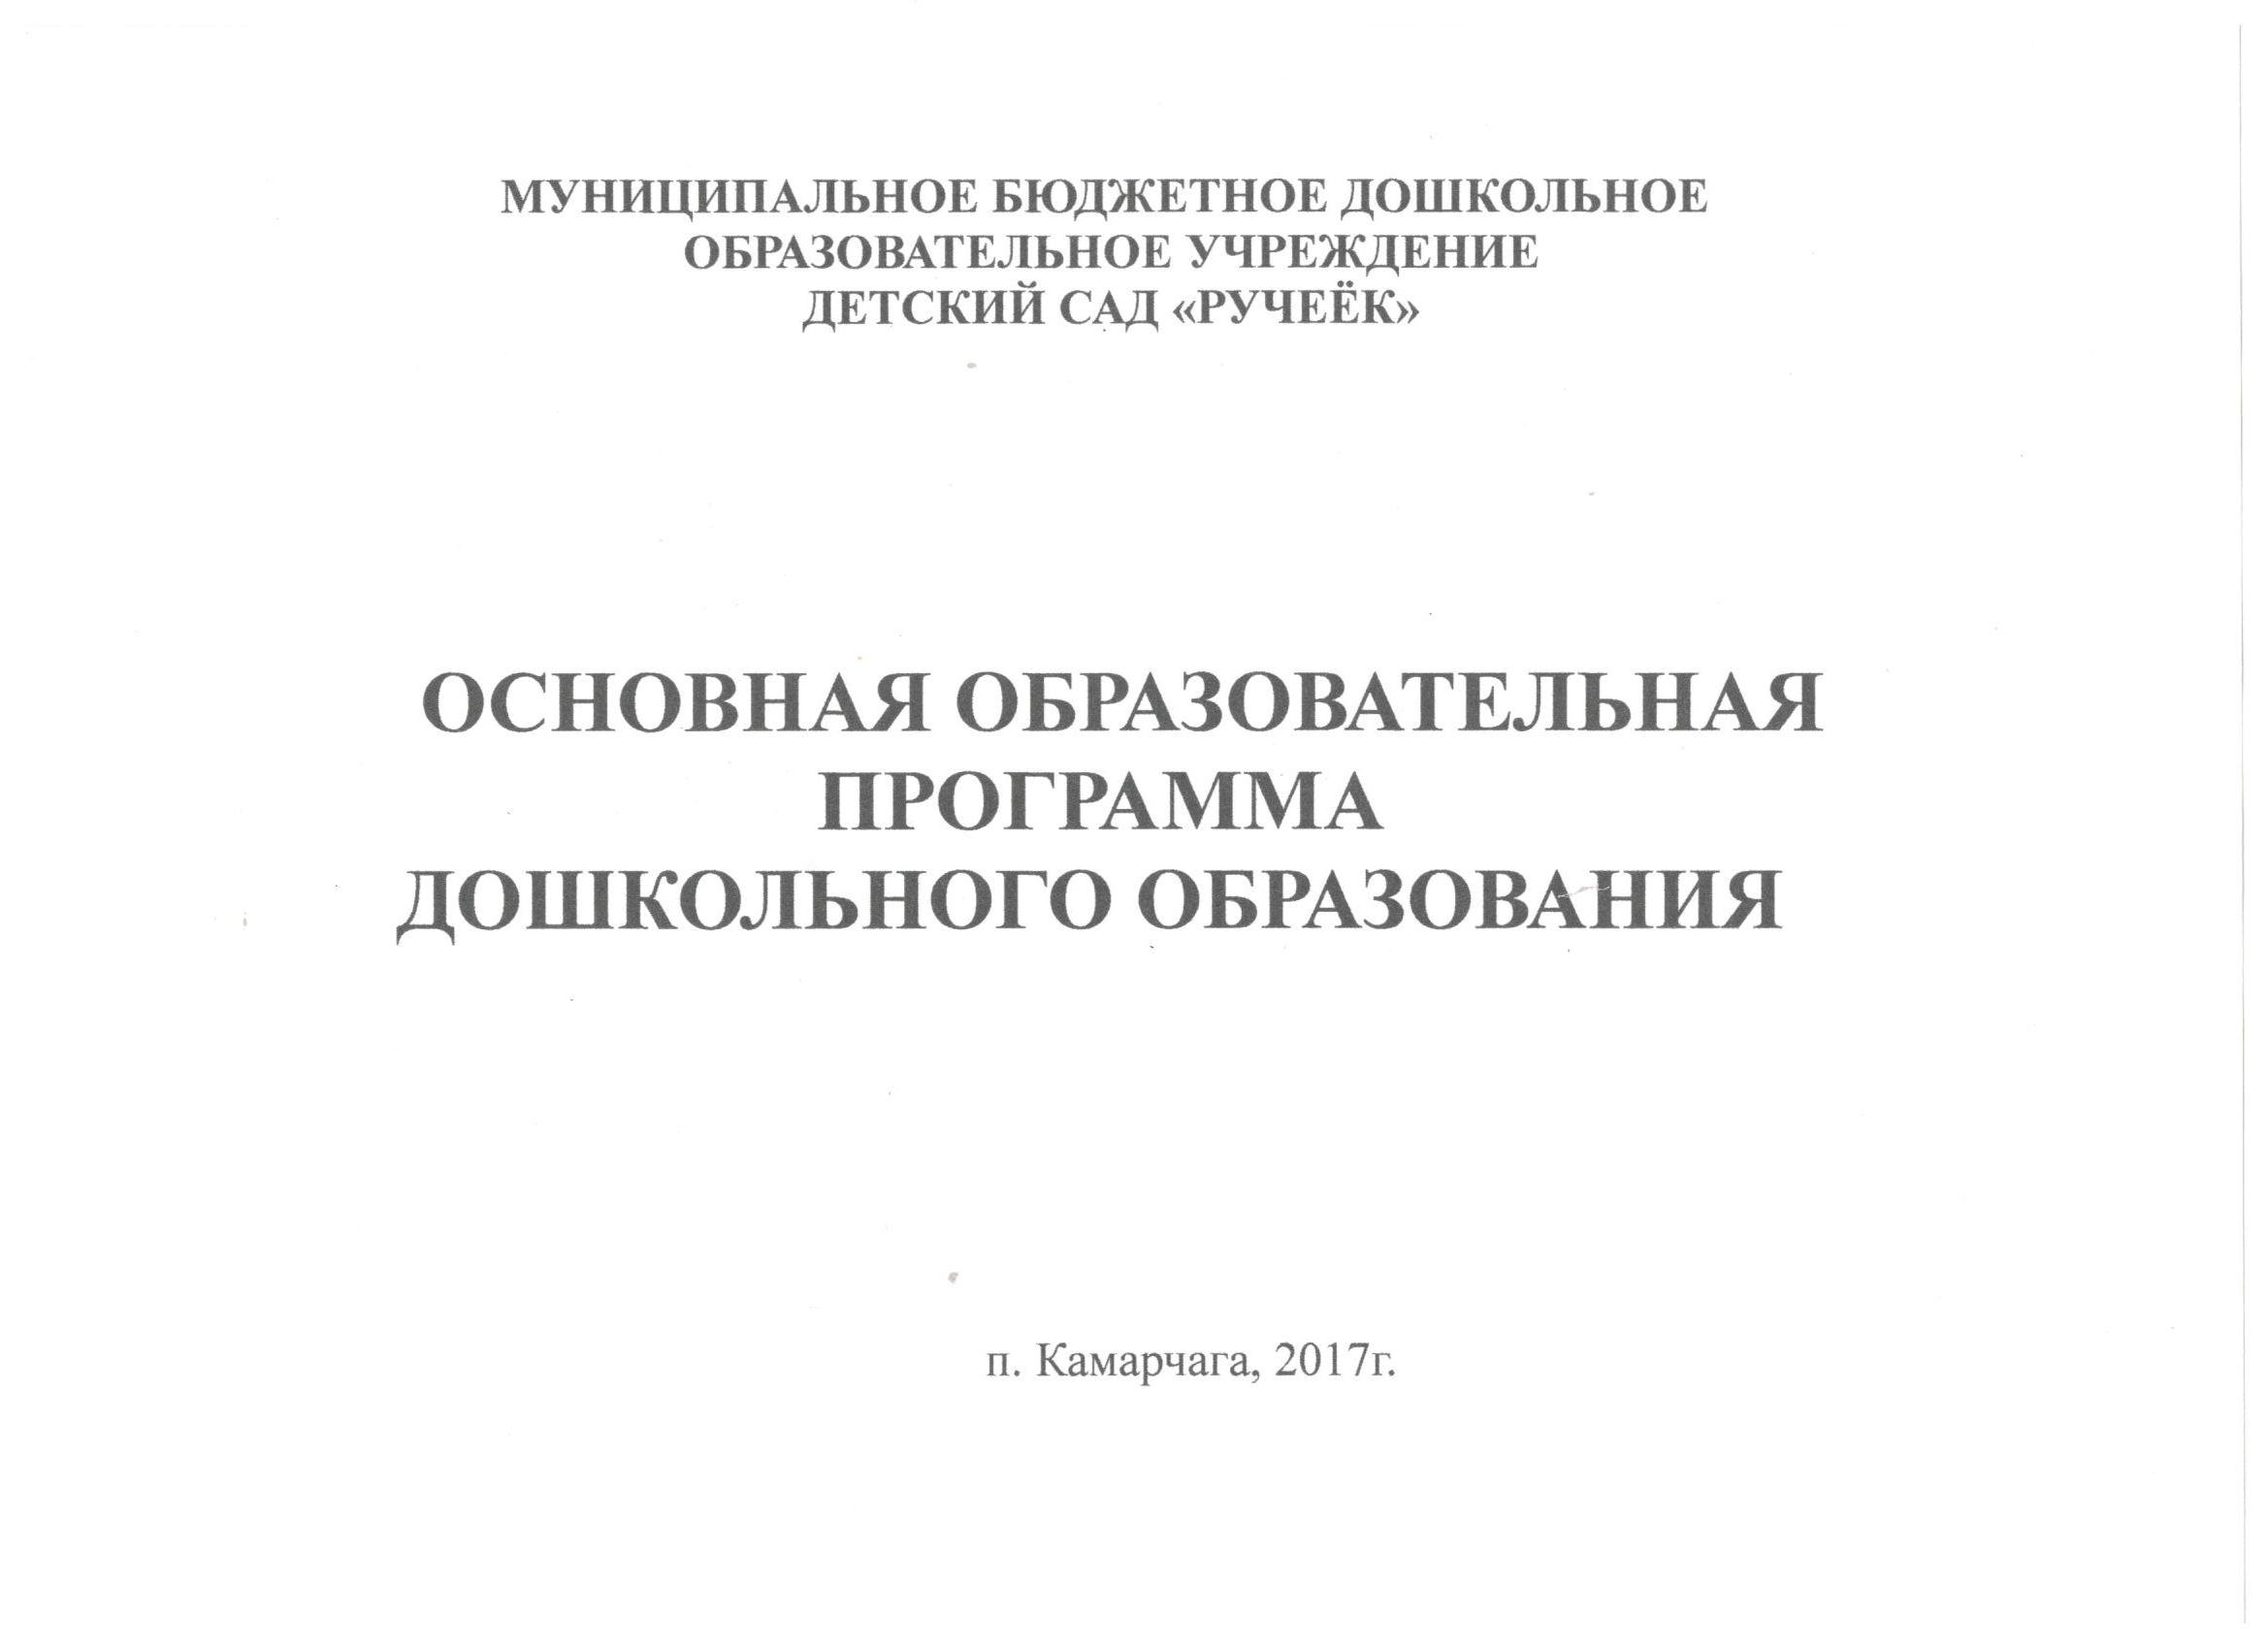 МУНИЦИПАЛЬНОЕ БЮДЖЕТНОЕ ДОШКОЛЬНОЕ
ОБРАЗОВАТЕЛЬНОЕ УЧРЕЖДЕНИЕ
ДЕТСКИЙ САД «РУЧЕЁК»
ОСНОВНАЯ ОБРАЗОВАТЕЛЬНАЯ
ПРОГРАММА
ДОШКОЛЬНОГО ОБРАЗОВАНИЯ
п. Камарчага, 2017г.